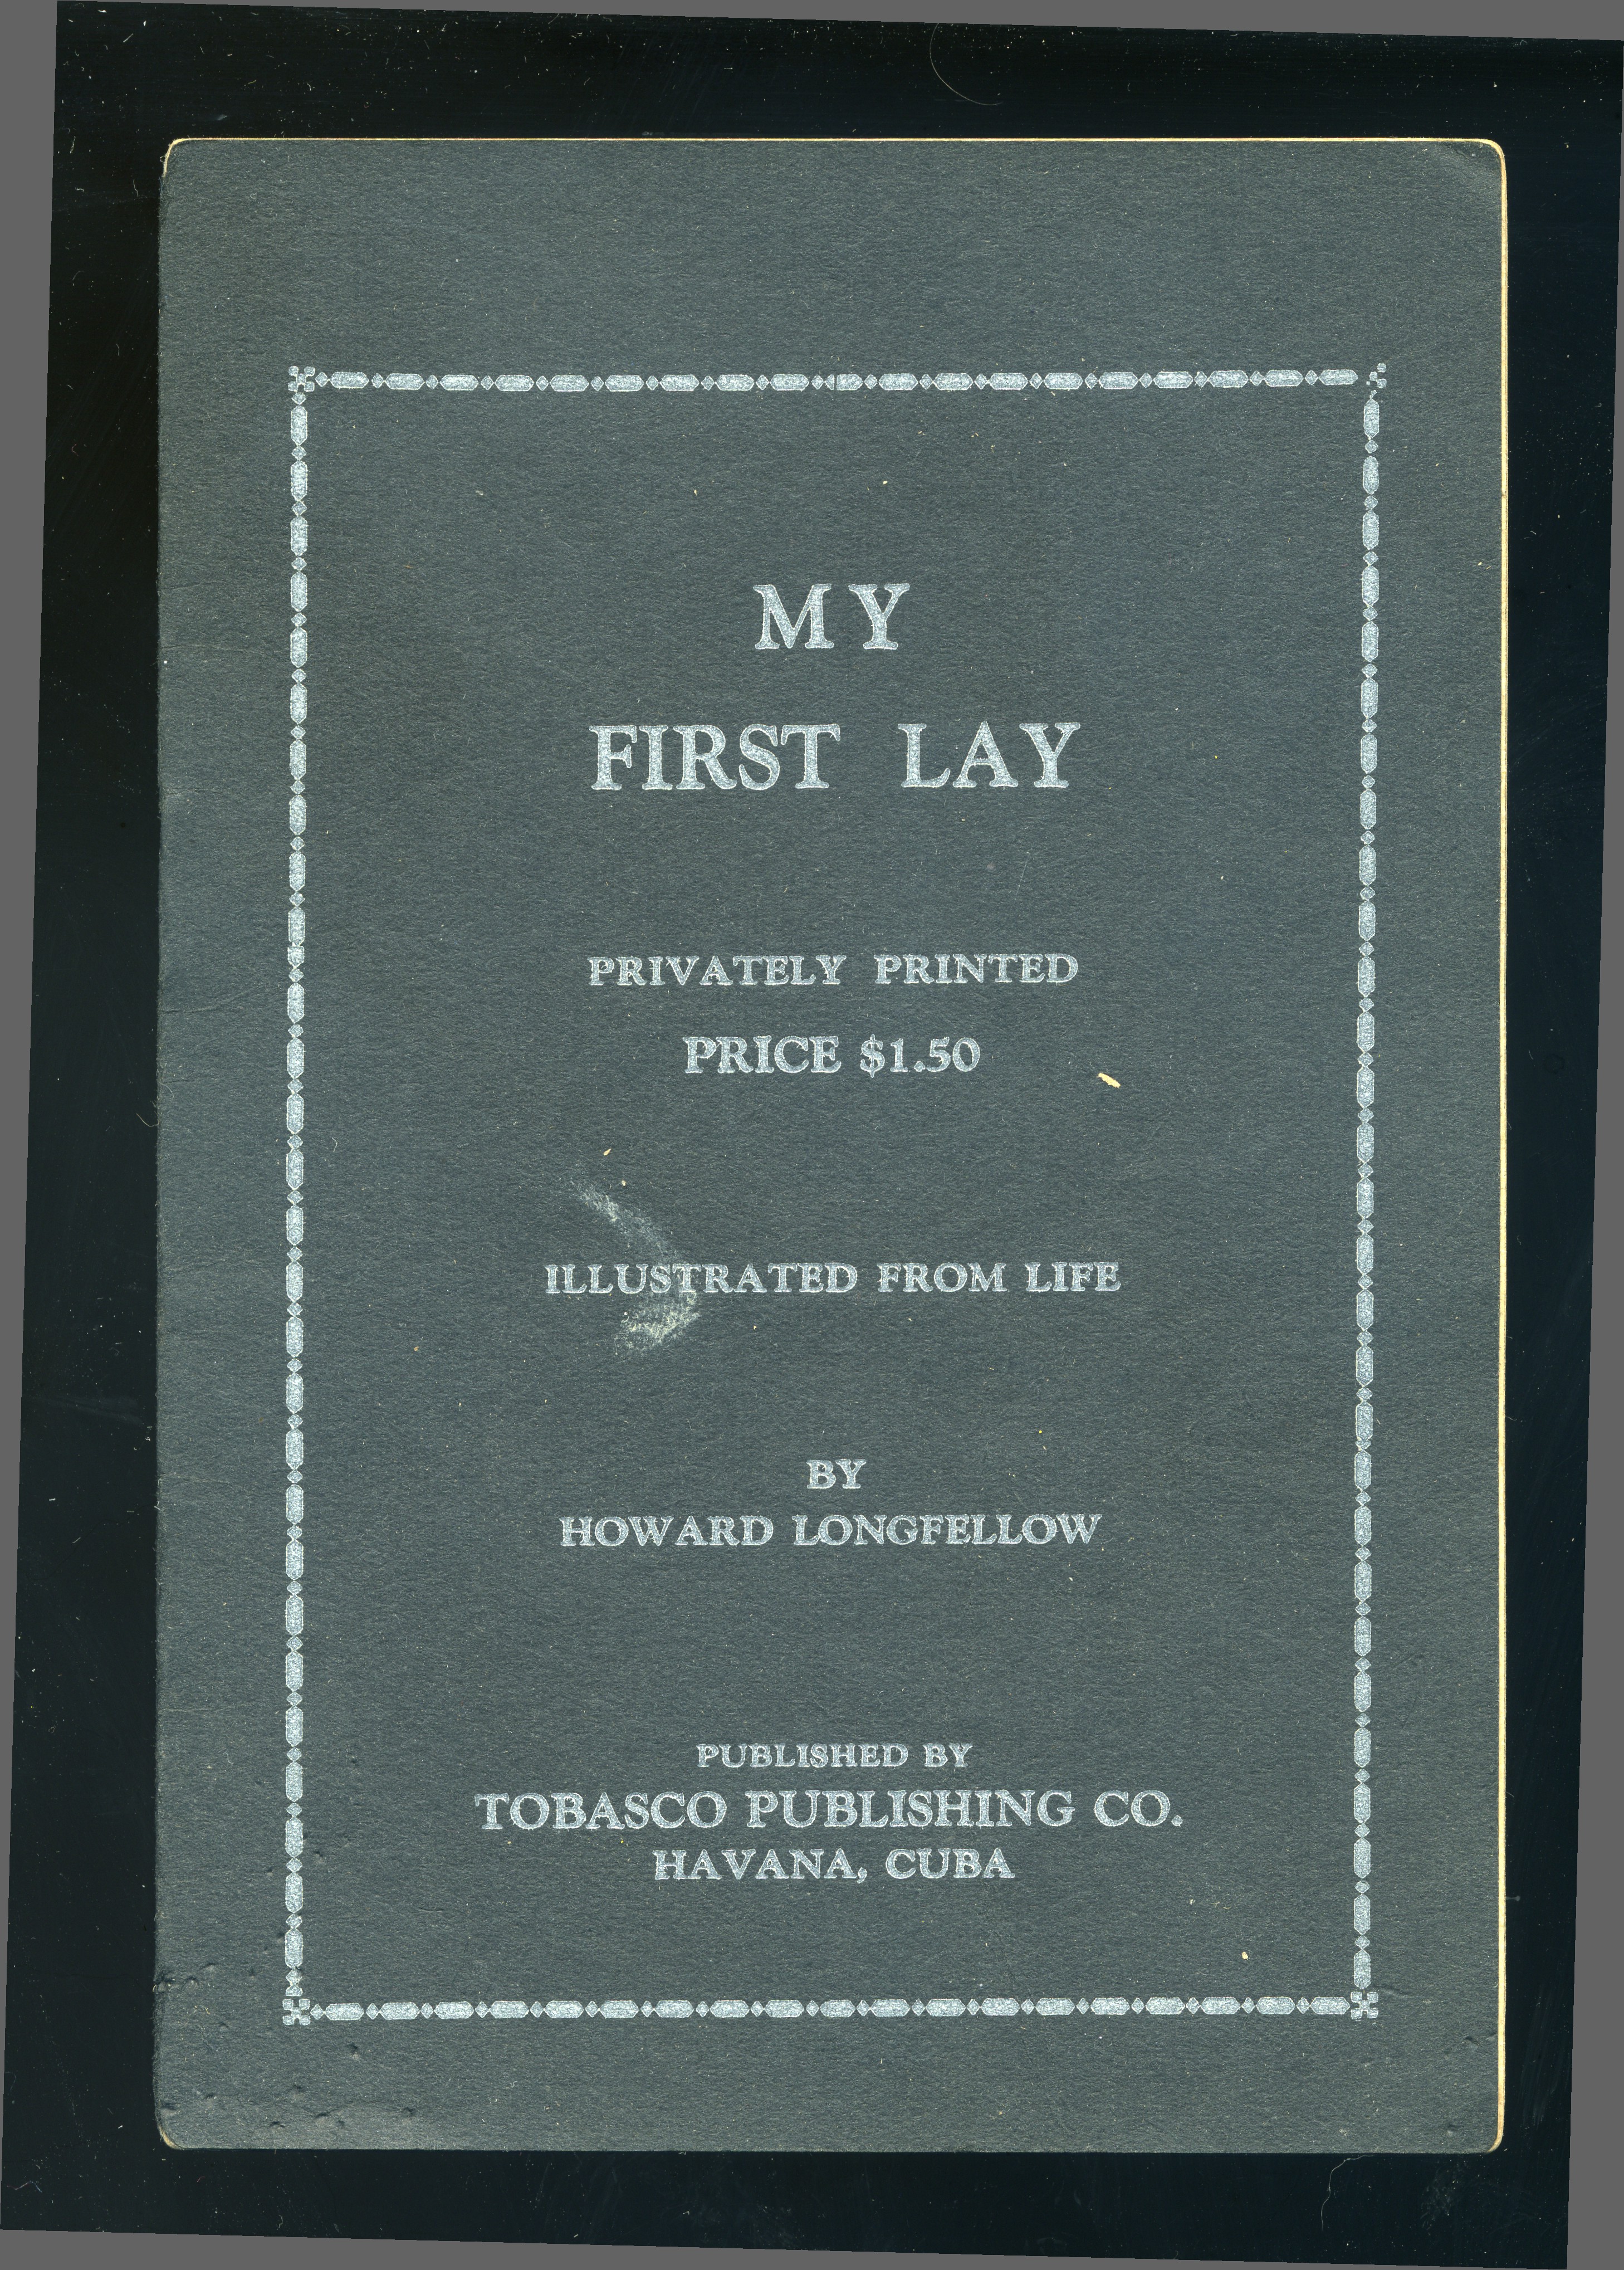 MY
FIRST LAY
PRIVATELY PRINTED
PRICE $1.50
ILLUSTRATED FROM LIFE
BY
HOWARD LONGFELLOW
PUBLISHED BY
TOBASCO PUBLISHING CO.
HAVANA, CUBA